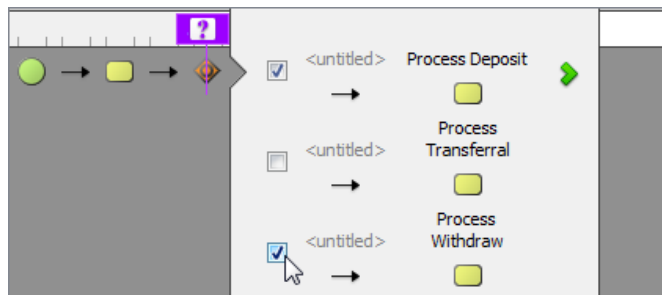 ?
<untitled> Process Deposit
Process
<untitled> Transferral
Process
<untitled> Withdraw